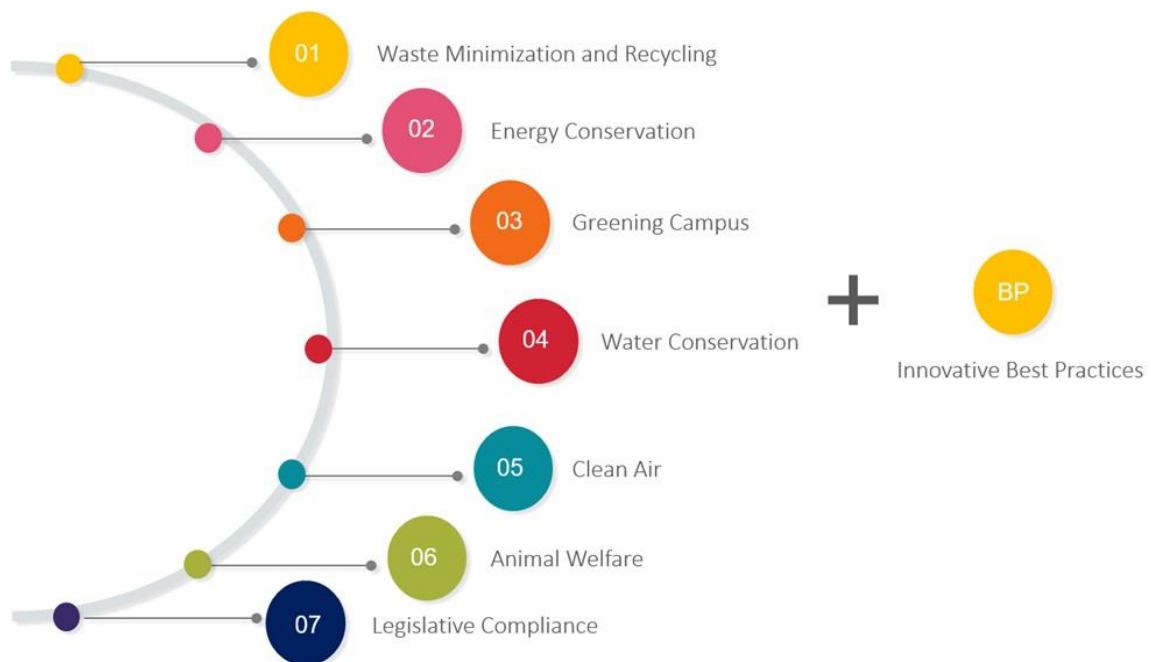 01
Waste Minimization and Recycling
02
Energy Conservation
03
Greening Campus
04
Water Conservation
05
Clean Air
06
Animal Welfare
07
Legislative Compliance
+
BP
Innovative Best Practices